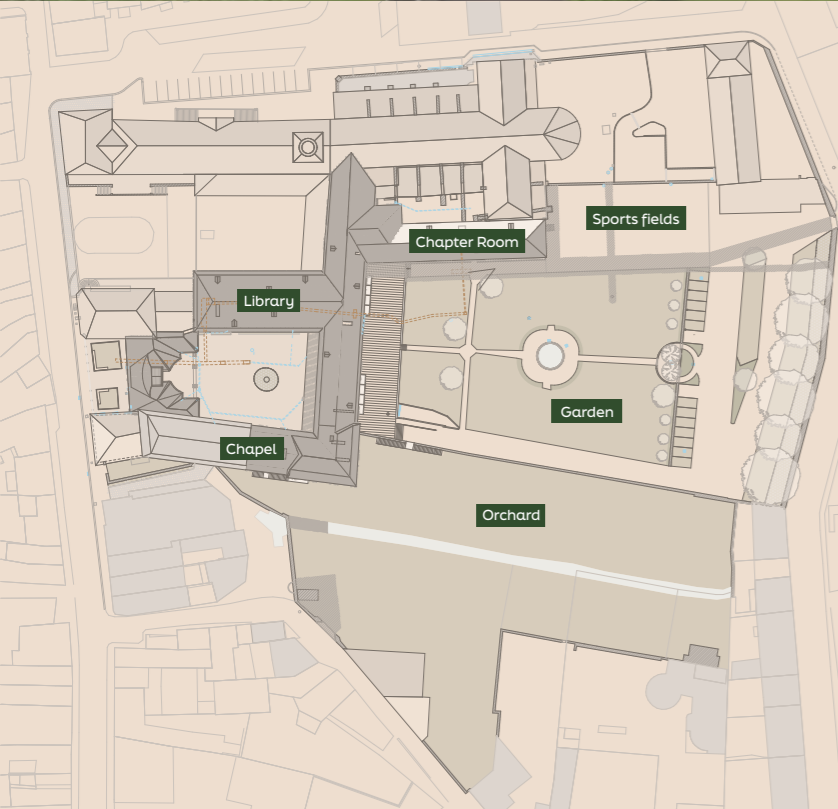 Sports fields
Chapter Room
Library
Garden
Chapel
Orchard